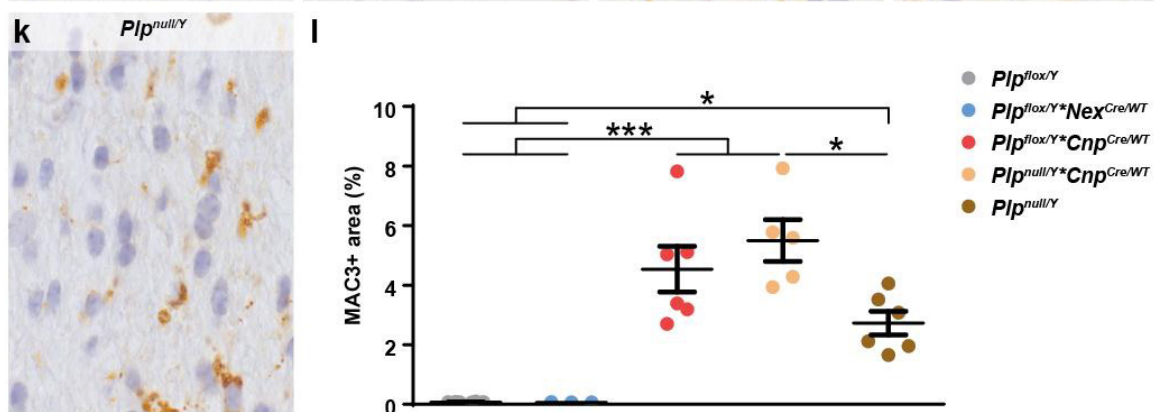 k
Plp^null/Y
l
Plp^flox/Y
Plp^flox/Y*Nex^Cre/WT
Plp^flox/Y*Cnp^Cre/WT
Plp^null/Y*Cnp^Cre/WT
Plp^null/Y
MAC3+ area (%)
10
8
6
4
2
0
*
***
*